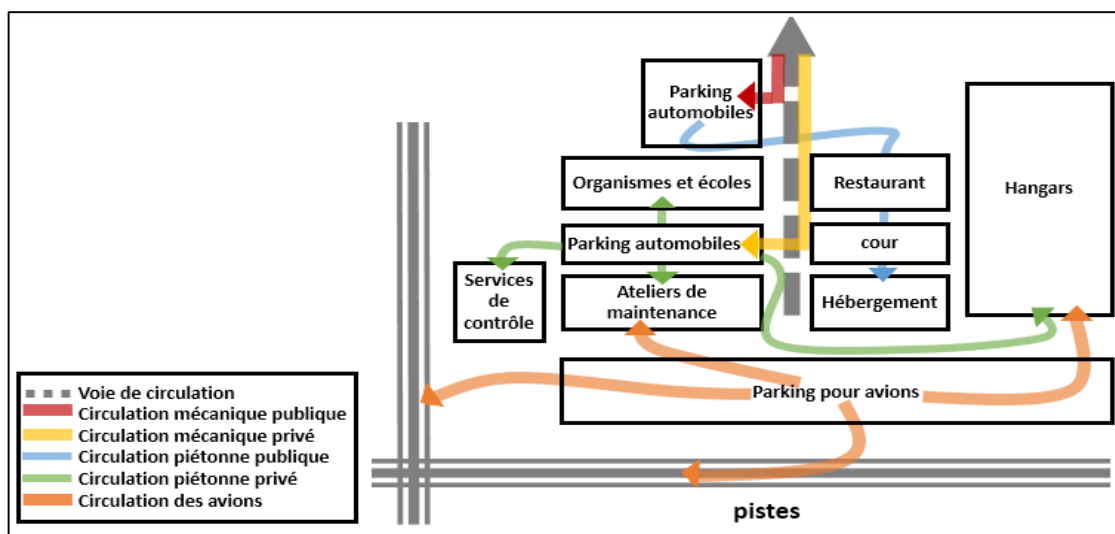 Parking
automobiles
Organismes et écoles
Restaurant
Hangars
Parking automobiles
cour
Services
de
contrôle
Ateliers de
maintenance
Hébergement
Parking pour avions
Voie de circulation
Circulation mécanique publique
Circulation mécanique privé
Circulation piétonne publique
Circulation piétonne privé
Circulation des avions
pistes